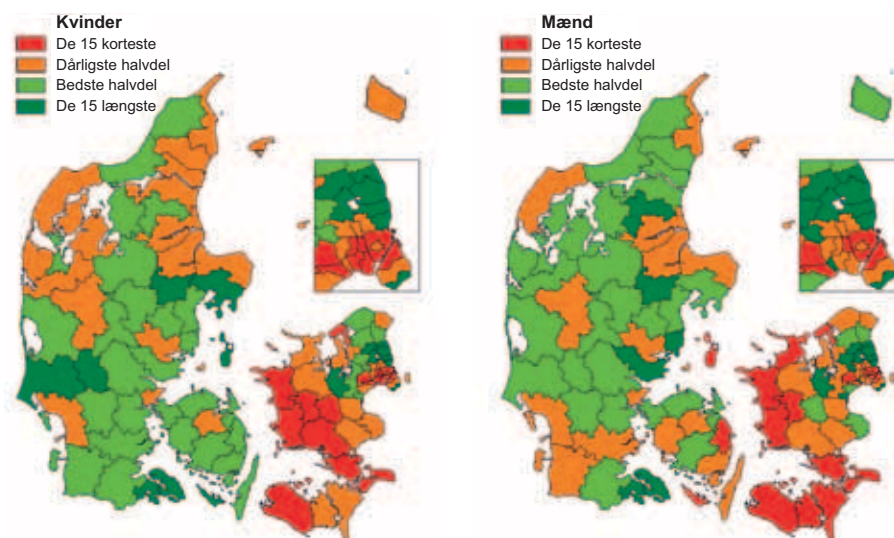 Kvinder
De 15 korteste
Dårligste halvdel
Bedste halvdel
De 15 længste
Mænd
De 15 korteste
Dårligste halvdel
Bedste halvdel
De 15 længste